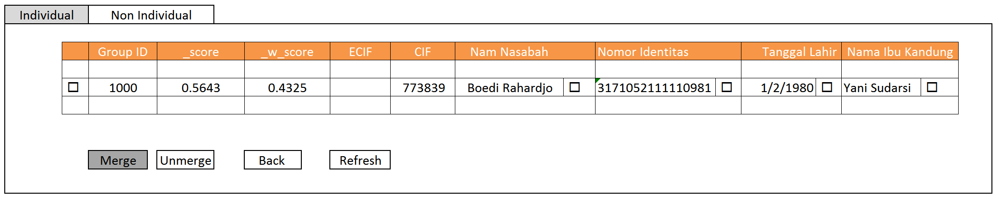 Individual Non Individual
Group ID _score _w_score ECIF CIF Nam Nasabah Nomor Identitas Tanggal Lahir Nama Ibu Kandung
1000 0.5643 0.4325 773839 Boedi Rahardjo 3171052111110981 1/2/1980 Yani Sudarsi
Merge Unmerge Back Refresh